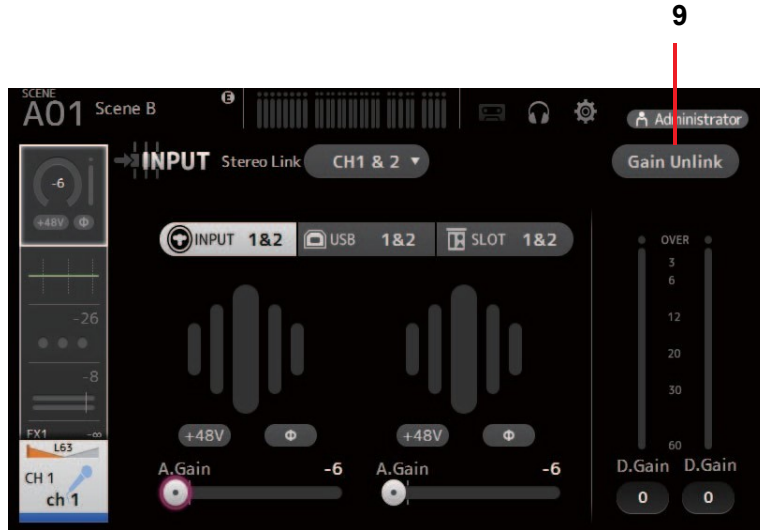 9
SCENE
A01 Scene B E
Administrator
INPUT Stereo Link CH1 & 2 ▼
Gain Unlink
-6
+48V Φ
INPUT 1&2 USB 1&2 SLOT 1&2
OVER
3
6
12
20
30
60
-26
-8
FX1 -∞
L63
CH 1
ch 1
+48V Φ
+48V Φ
A.Gain -6
A.Gain -6
D.Gain D.Gain
0 0